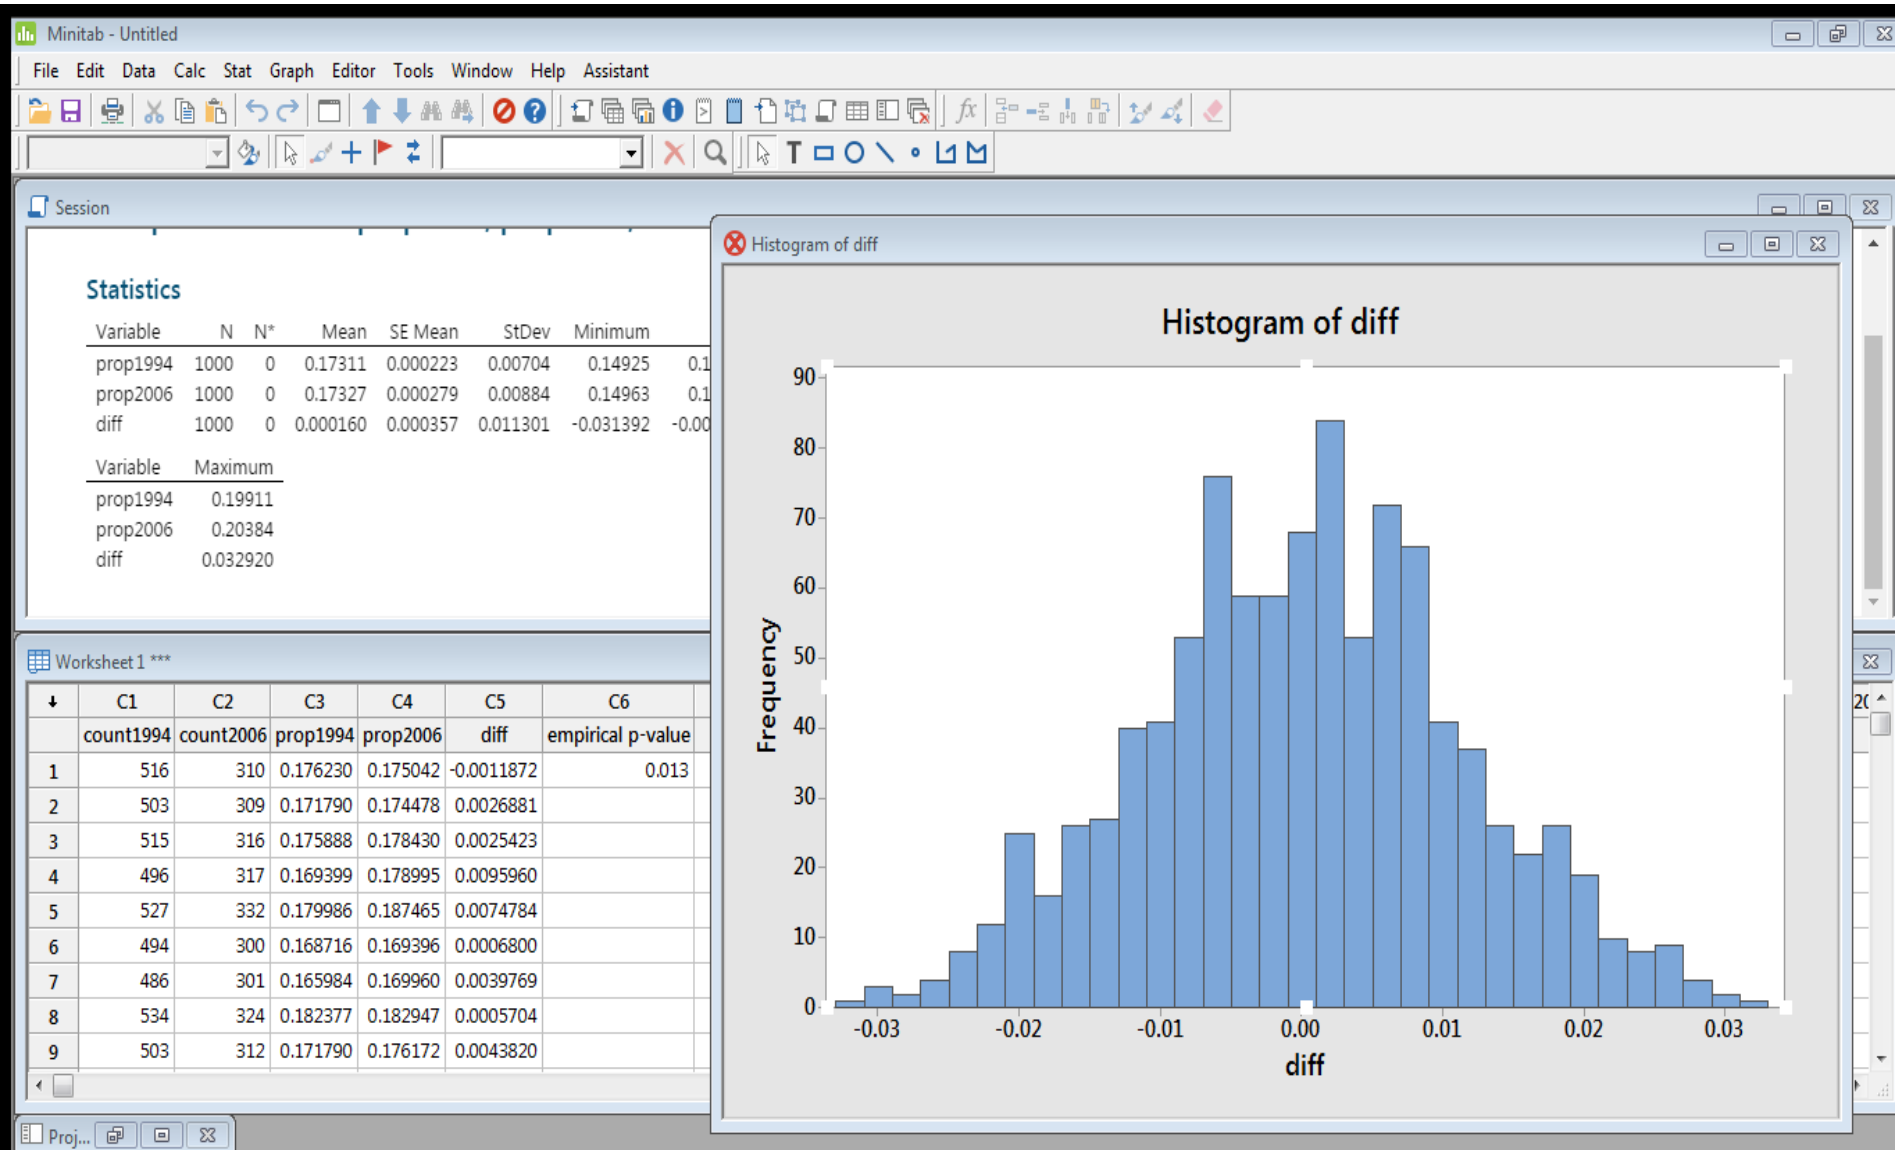 Minitab - Untitled
File Edit Data Calc Stat Graph Editor Tools Window Help Assistant
fx
T
Session
Statistics
Variable N N* Mean SE Mean StDev Minimum
prop1994 1000 0 0.17311 0.000223 0.00704 0.14925 0.1
prop2006 1000 0 0.17327 0.000279 0.00884 0.14963 0.1
diff 1000 0 0.000160 0.000357 0.011301 -0.031392 -0.00
Variable Maximum
prop1994 0.19911
prop2006 0.20384
diff 0.032920
Histogram of diff
Histogram of diff
90
80
70
60
50
40
30
20
10
0
Frequency
-0.03 -0.02 -0.01 0.00 0.01 0.02 0.03
diff
Worksheet 1 ***
C1 C2 C3 C4 C5 C6
count1994 count2006 prop1994 prop2006 diff empirical p-value
1 516 310 0.176230 0.175042 -0.0011872 0.013
2 503 309 0.171790 0.174478 0.0026881
3 515 316 0.175888 0.178430 0.0025423
4 496 317 0.169399 0.178995 0.0095960
5 527 332 0.179986 0.187465 0.0074784
6 494 300 0.168716 0.169396 0.0006800
7 486 301 0.165984 0.169960 0.0039769
8 534 324 0.182377 0.182947 0.0005704
9 503 312 0.171790 0.176172 0.0043820
Proj...